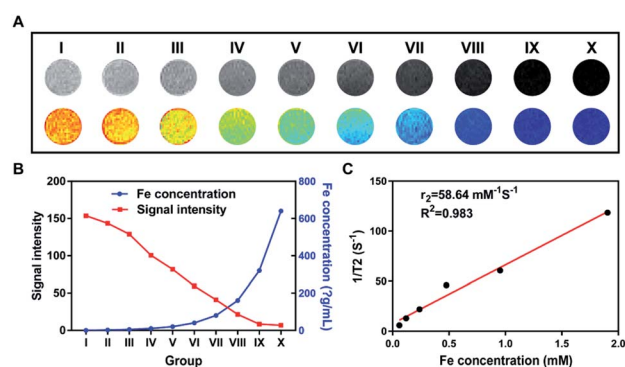 A
I II III IV V VI VII VIII IX X
B
200
150
100
50
0
Signal intensity
Fe concentration
Signal intensity
800
600
400
200
0
Fe concentration (?g/mL)
I II III IV V VI VII VIII IX X
Group
C
r₂=58.64 mM⁻¹S⁻¹
R²=0.983
150
100
50
0
1/T2 (S⁻¹)
0.0 0.5 1.0 1.5 2.0
Fe concentration (mM)